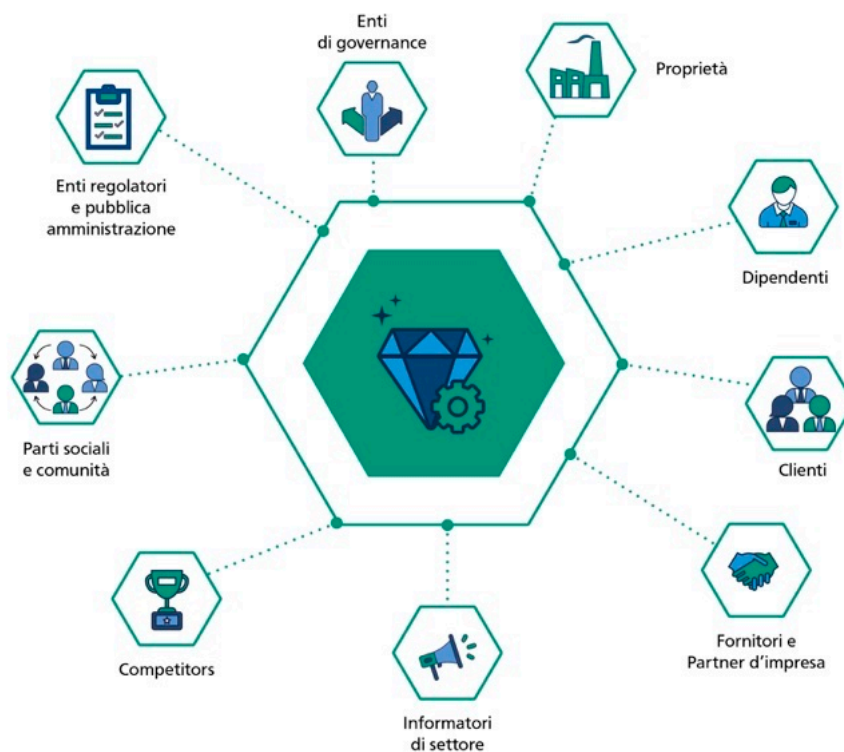 Enti
di governance
Proprietà
Enti regolatori
e pubblica
amministrazione
Dipendenti
Parti sociali
e comunità
Clienti
Competitors
Fornitori e
Partner d’impresa
Informatori
di settore